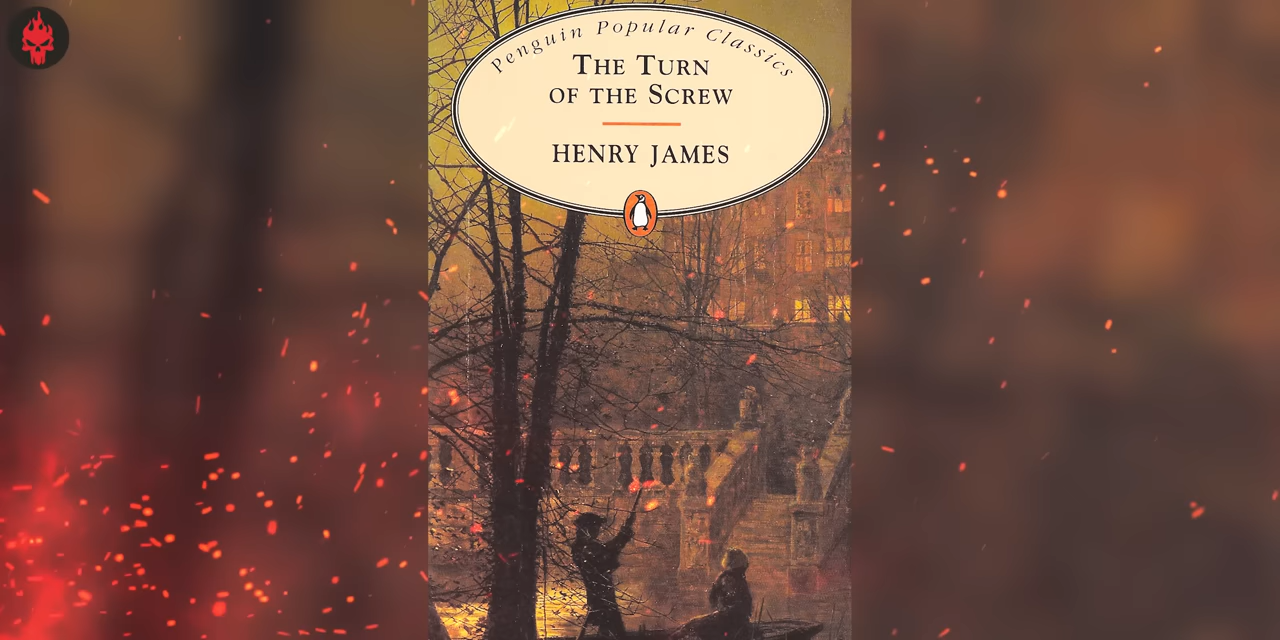 Penguin Popular Classics
THE TURN
OF THE SCREW
HENRY JAMES